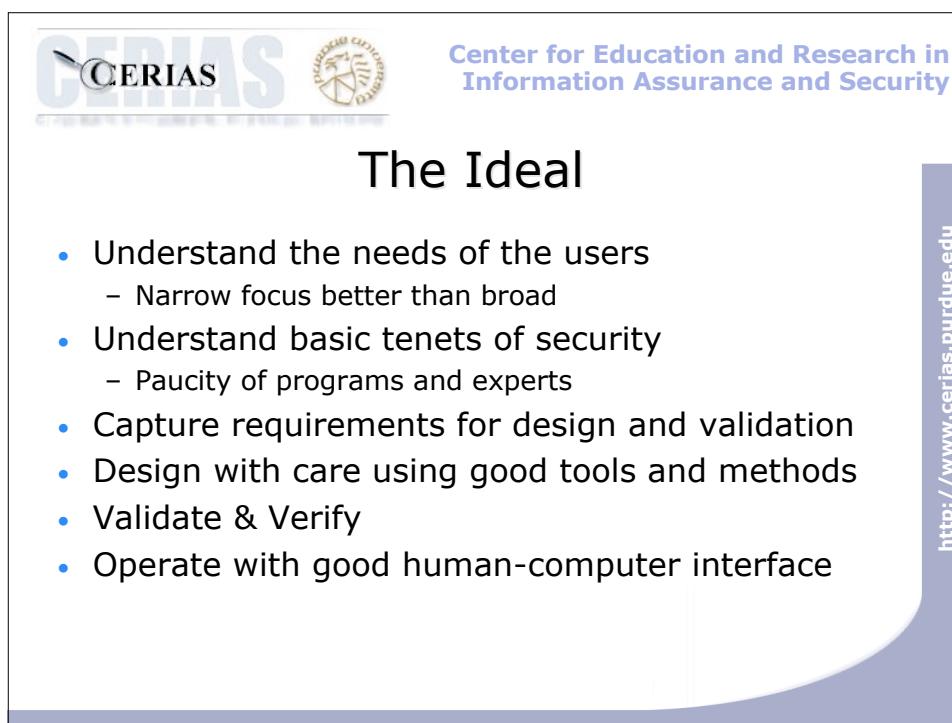 CERIAS
CERIAS
Center for Education and Research in
Information Assurance and Security
The Ideal
• Understand the needs of the users
– Narrow focus better than broad
• Understand basic tenets of security
– Paucity of programs and experts
• Capture requirements for design and validation
• Design with care using good tools and methods
• Validate & Verify
• Operate with good human-computer interface
http://www.cerias.purdue.edu